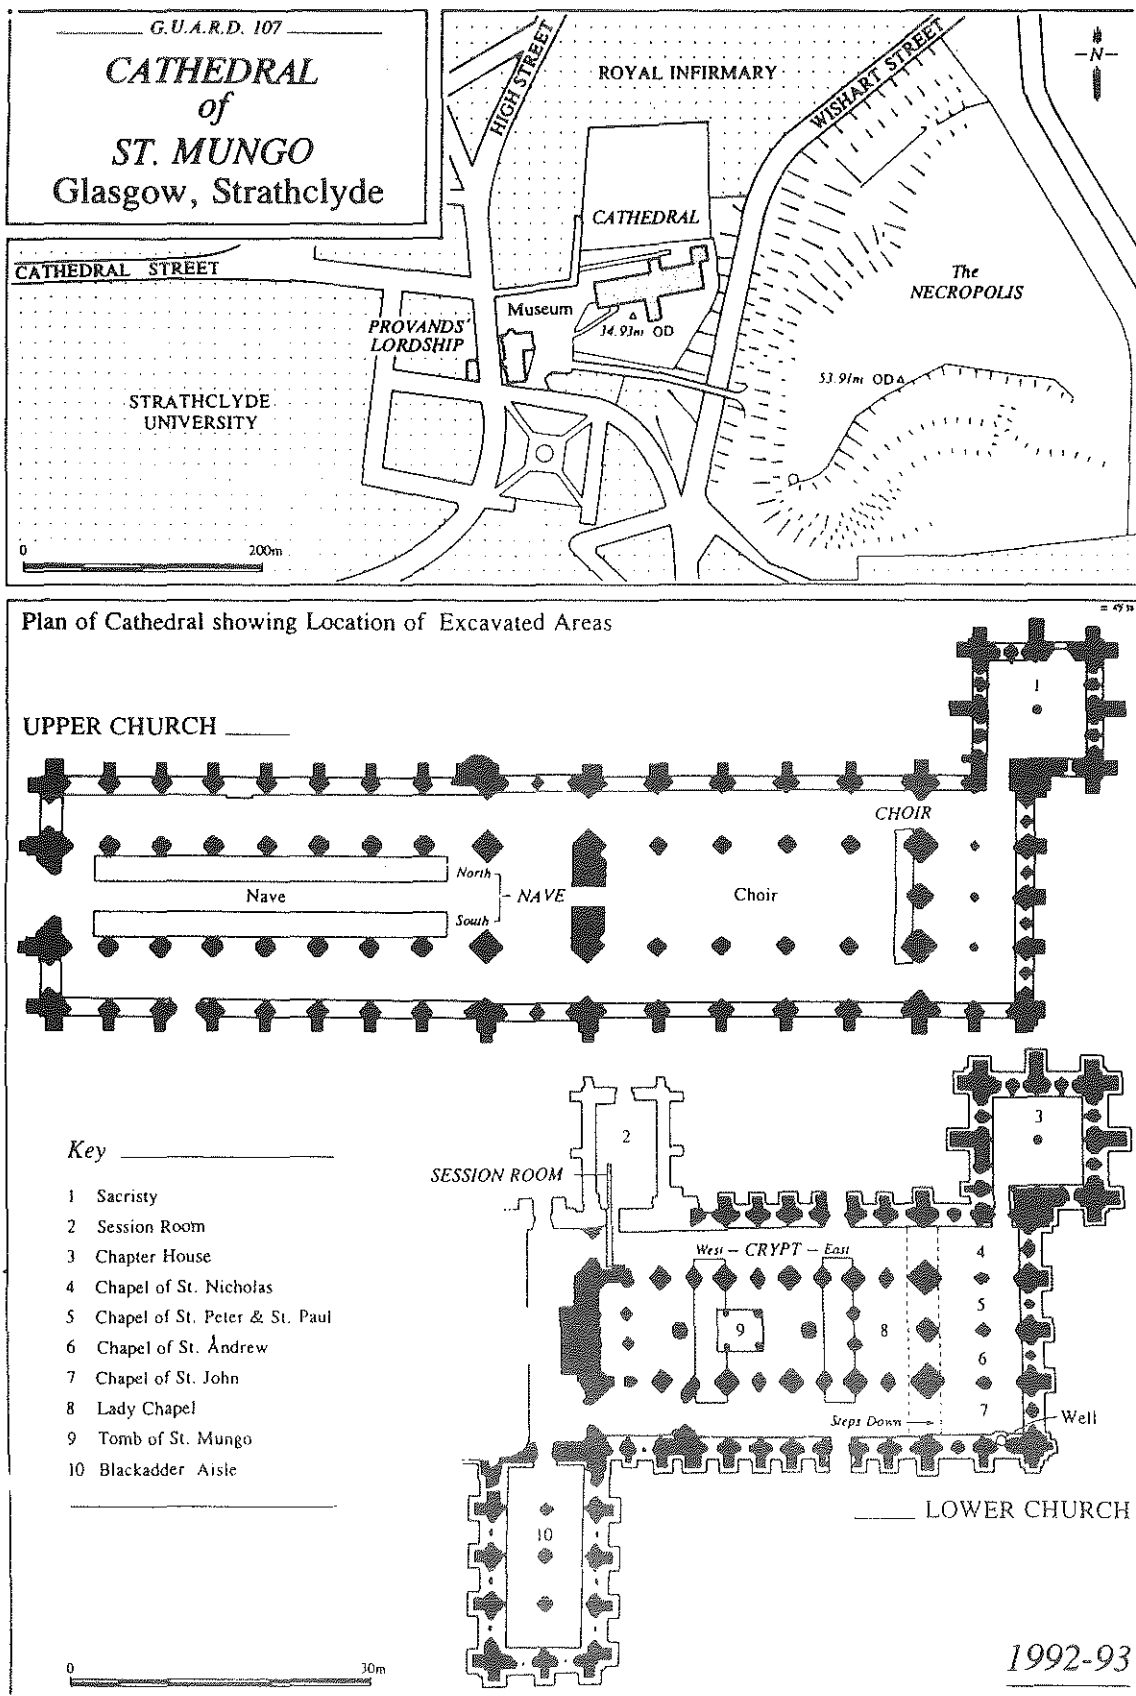 G.U.A.R.D. 107
CATHEDRAL
of
ST. MUNGO
Glasgow, Strathclyde
HIGH STREET
ROYAL INFIRMARY
WISHART STREET
N
CATHEDRAL
The
NECROPOLIS
CATHEDRAL STREET
Museum
PROVANDS'
LORDSHIP
34.93m OD
53.91m OD
STRATHCLYDE
UNIVERSITY
0 200m
Plan of Cathedral showing Location of Excavated Areas
UPPER CHURCH
1
CHOIR
North
Nave
NAVE
South
Choir
Key
1 Sacristy
2 Session Room
3 Chapter House
4 Chapel of St. Nicholas
5 Chapel of St. Peter & St. Paul
6 Chapel of St. Andrew
7 Chapel of St. John
8 Lady Chapel
9 Tomb of St. Mungo
10 Blackadder Aisle
2
3
SESSION ROOM
West - CRYPT - East
4
5
9
8
6
7
Steps Down
Well
LOWER CHURCH
10
0 30m
1992-93